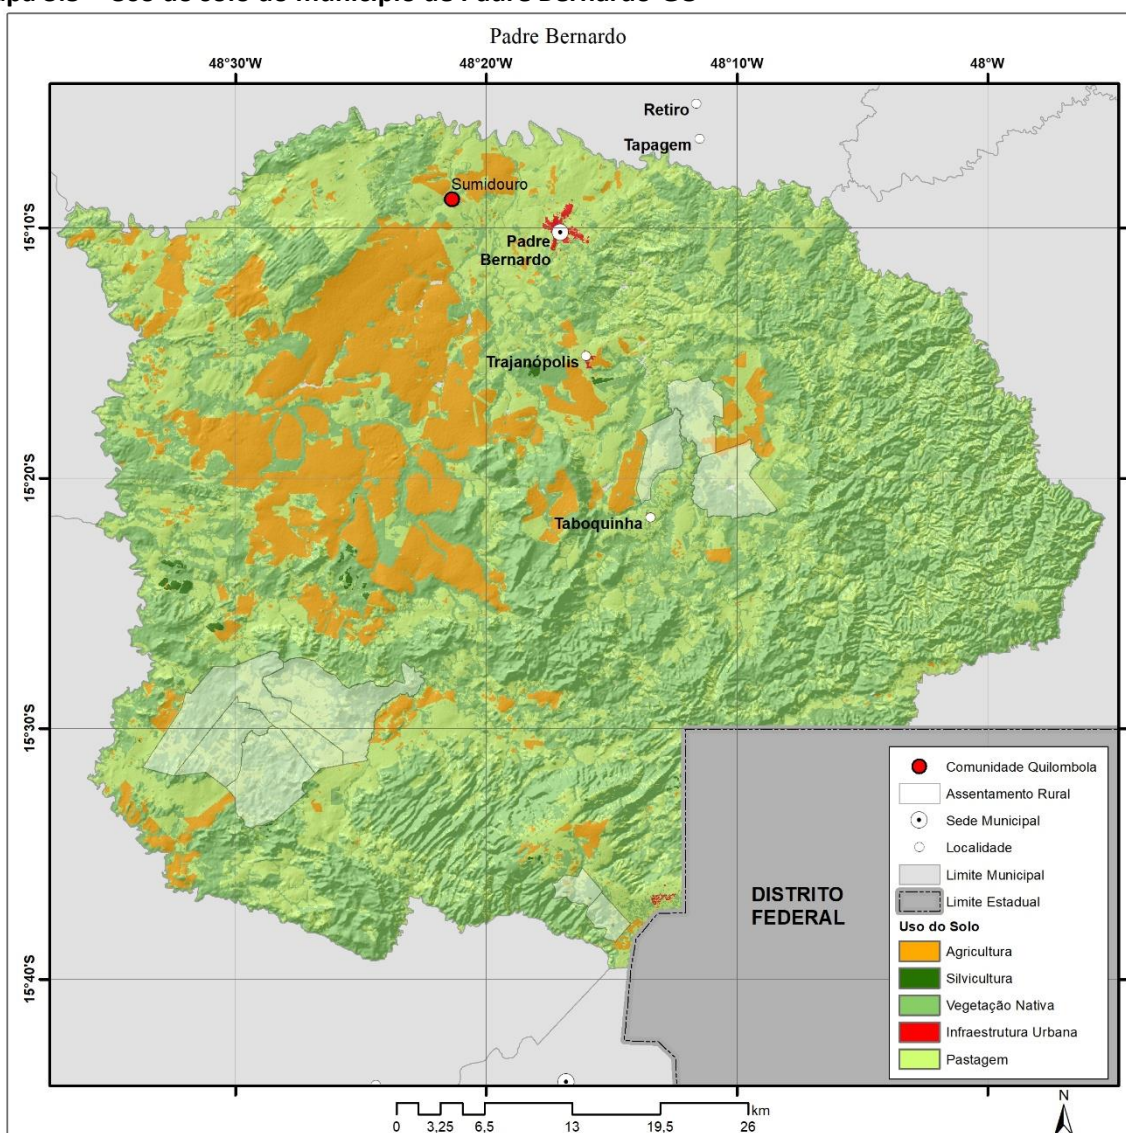 Padre Bernardo
48°30'W 48°20'W 48°10'W 48°W
Retiro
Tapagem
Sumidouro
15°10'S
Padre
Bernardo
Trajanópolis
15°20'S
Taboquinha
15°30'S
DISTRITO
FEDERAL
15°40'S
Comunidade Quilombola
Assentamento Rural
Sede Municipal
Localidade
Limite Municipal
Limite Estadual
Uso do Solo
Agricultura
Silvicultura
Vegetação Nativa
Infraestrutura Urbana
Pastagem
km
0 3,25 6,5 13 19,5 26
N